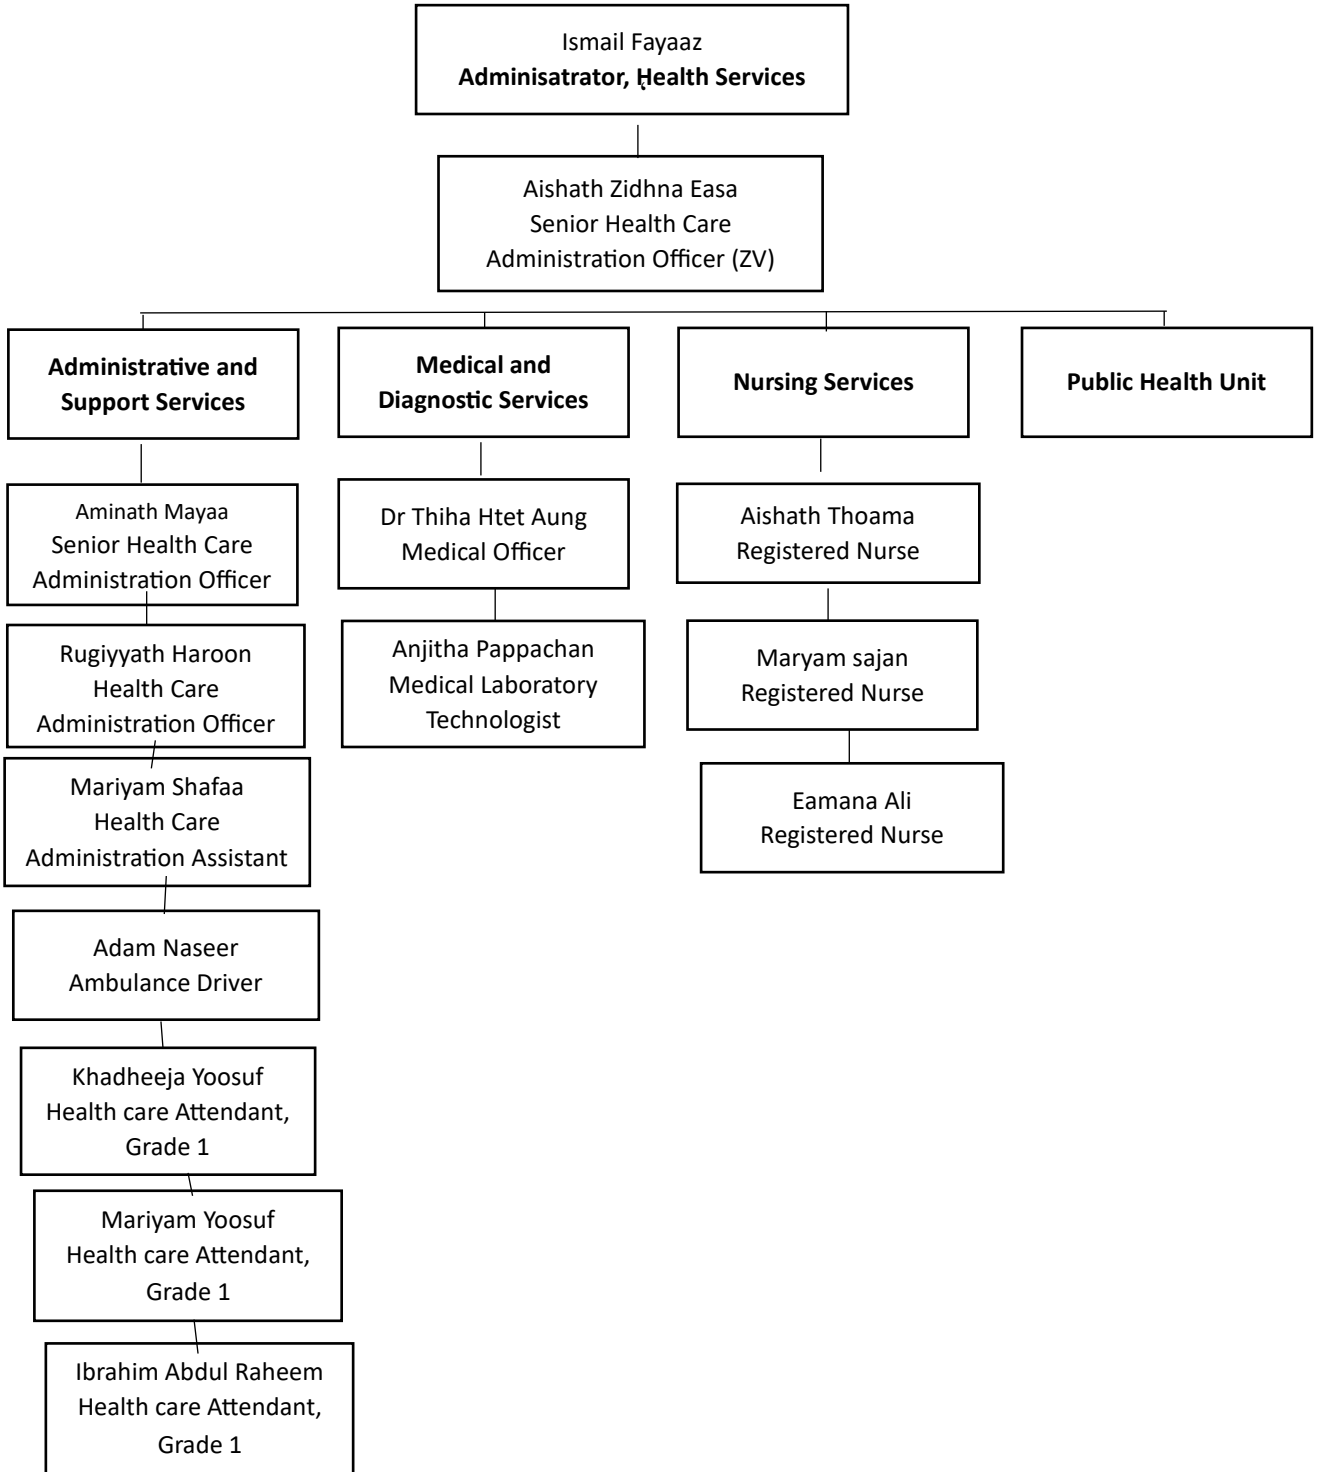 Ismail Fayaaz
Adminisatrator, Health Services
Aishath Zidhna Easa
Senior Health Care
Administration Officer (ZV)
Administrative and
Support Services
Medical and
Diagnostic Services
Nursing Services
Public Health Unit
Aminath Mayaa
Senior Health Care
Administration Officer
Rugiyyath Haroon
Health Care
Administration Officer
Mariyam Shafaa
Health Care
Administration Assistant
Adam Naseer
Ambulance Driver
Khadheeja Yoosuf
Health care Attendant,
Grade 1
Mariyam Yoosuf
Health care Attendant,
Grade 1
Ibrahim Abdul Raheem
Health care Attendant,
Grade 1
Dr Thiha Htet Aung
Medical Officer
Anjitha Pappachan
Medical Laboratory
Technologist
Aishath Thoama
Registered Nurse
Maryam sajan
Registered Nurse
Eamana Ali
Registered Nurse